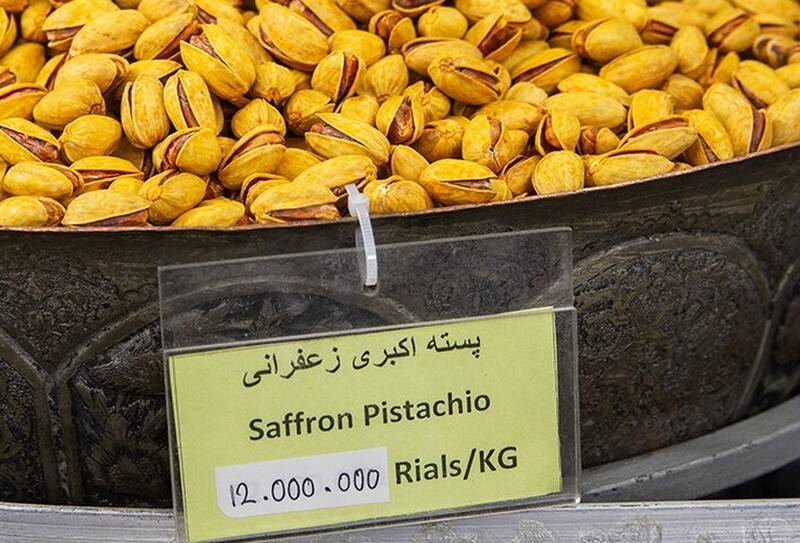 پسته اکبری زعفرانی
Saffron Pistachio
12.000.000 Rials/KG